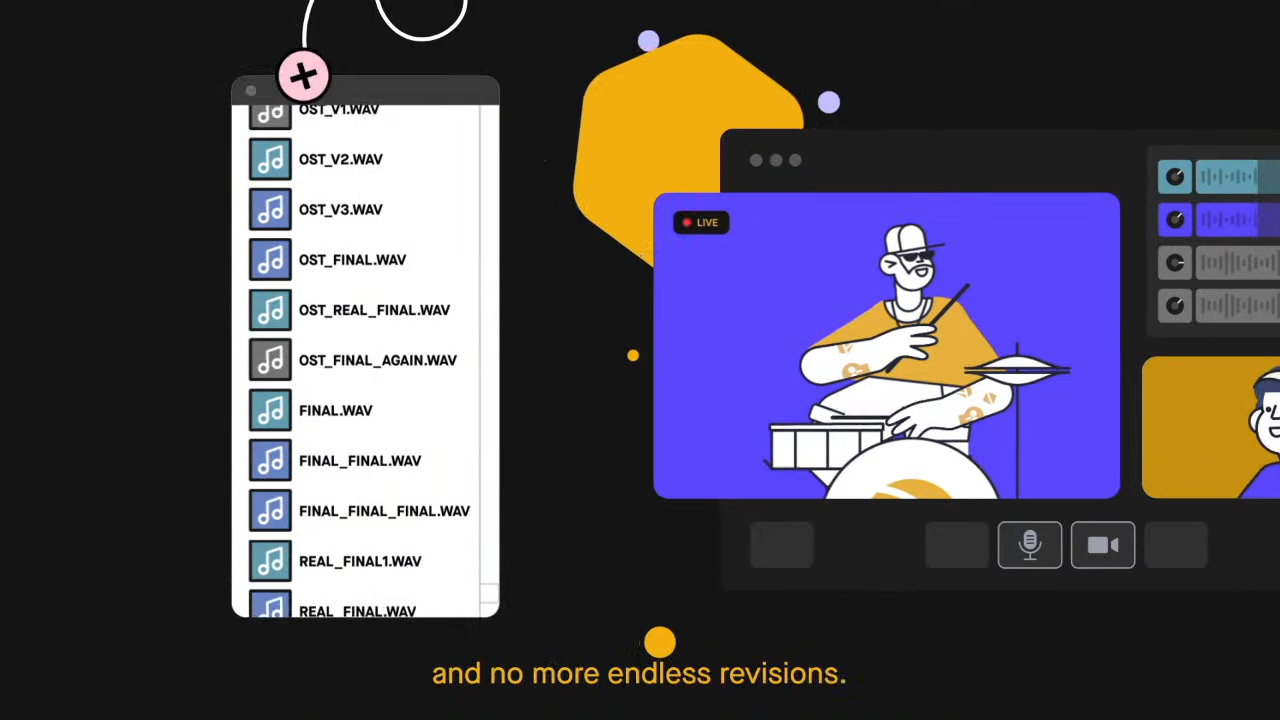 OST_V1.WAV
OST_V2.WAV
OST_V3.WAV
OST_FINAL.WAV
OST_REAL_FINAL.WAV
OST_FINAL_AGAIN.WAV
FINAL.WAV
FINAL_FINAL.WAV
FINAL_FINAL_FINAL.WAV
REAL_FINAL1.WAV
REAL_FINAL.WAV
LIVE
and no more endless revisions.